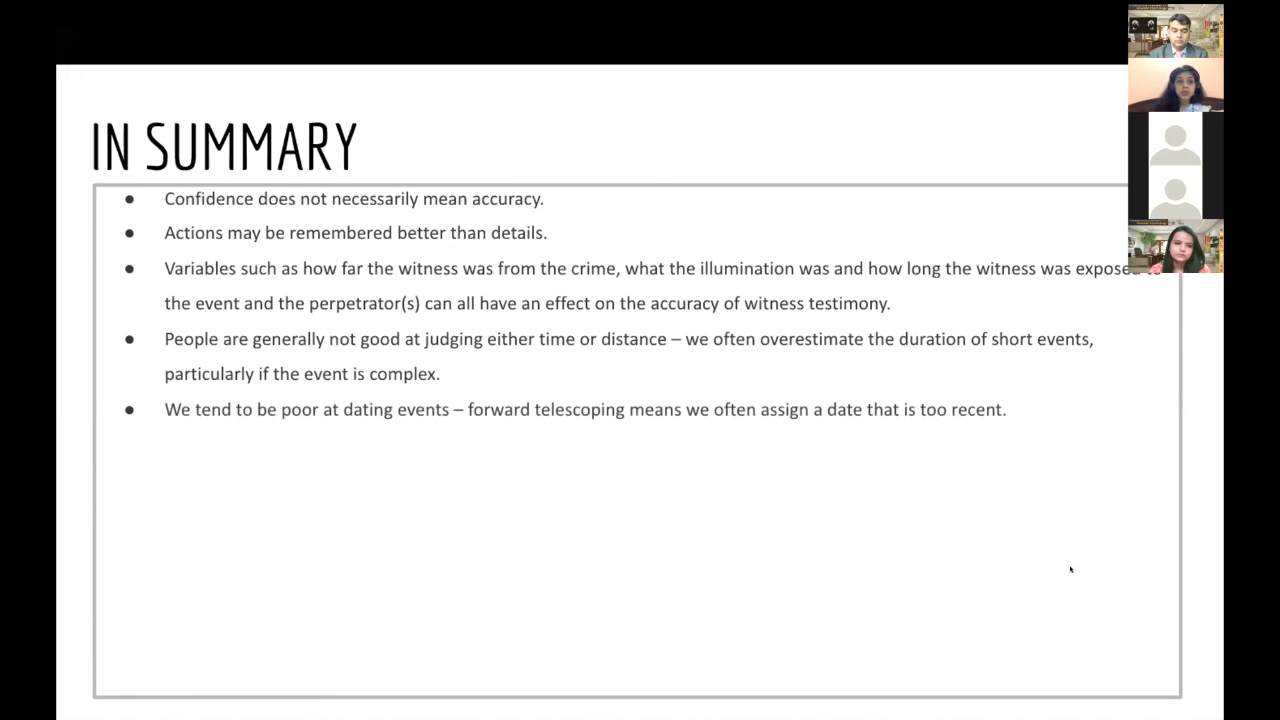 IN SUMMARY
● Confidence does not necessarily mean accuracy.
● Actions may be remembered better than details.
● Variables such as how far the witness was from the crime, what the illumination was and how long the witness was exposed to
the event and the perpetrator(s) can all have an effect on the accuracy of witness testimony.
● People are generally not good at judging either time or distance – we often overestimate the duration of short events,
particularly if the event is complex.
● We tend to be poor at dating events – forward telescoping means we often assign a date that is too recent.